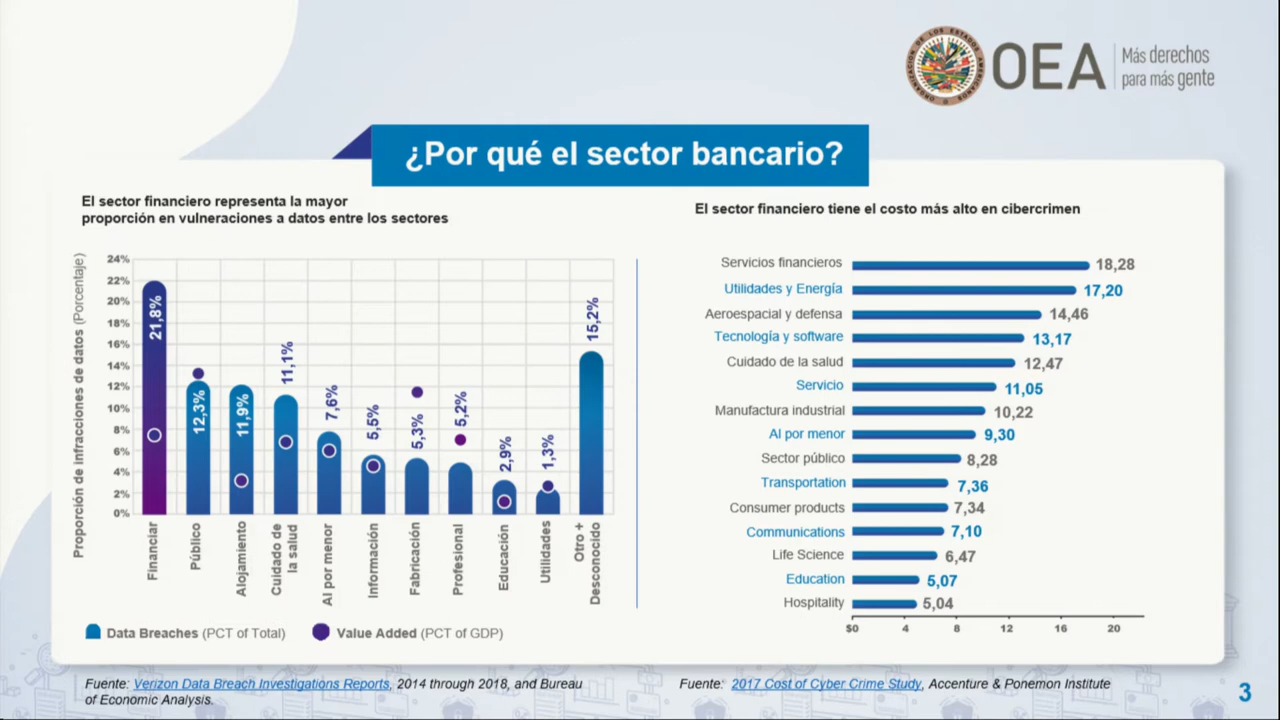 OEA
Más derechos
para más gente
¿Por qué el sector bancario?
El sector financiero representa la mayor
proporción en vulneraciones a datos entre los sectores
Proporción de infracciones de datos (Porcentaje)
24%
22%
20%
18%
16%
14%
12%
10%
8%
6%
4%
2%
0%
21,8%
12,3%
11,9%
11,1%
7,6%
5,5%
5,3%
5,2%
2,9%
1,3%
15,2%
Financiar
Público
Alojamiento
Cuidado de
la salud
Al por menor
Información
Fabricación
Profesional
Educación
Utilidades
Otro +
Desconocido
Data Breaches (PCT of Total)
Value Added (PCT of GDP)
El sector financiero tiene el costo más alto en cibercrimen
Servicios financieros 18,28
Utilidades y Energía 17,20
Aeroespacial y defensa 14,46
Tecnología y software 13,17
Cuidado de la salud 12,47
Servicio 11,05
Manufactura industrial 10,22
Al por menor 9,30
Sector público 8,28
Transportation 7,36
Consumer products 7,34
Communications 7,10
Life Science 6,47
Education 5,07
Hospitality 5,04
$0 4 8 12 16 20
Fuente: Verizon Data Breach Investigations Reports, 2014 through 2018, and Bureau
of Economic Analysis.
Fuente: 2017 Cost of Cyber Crime Study, Accenture & Ponemon Institute
3